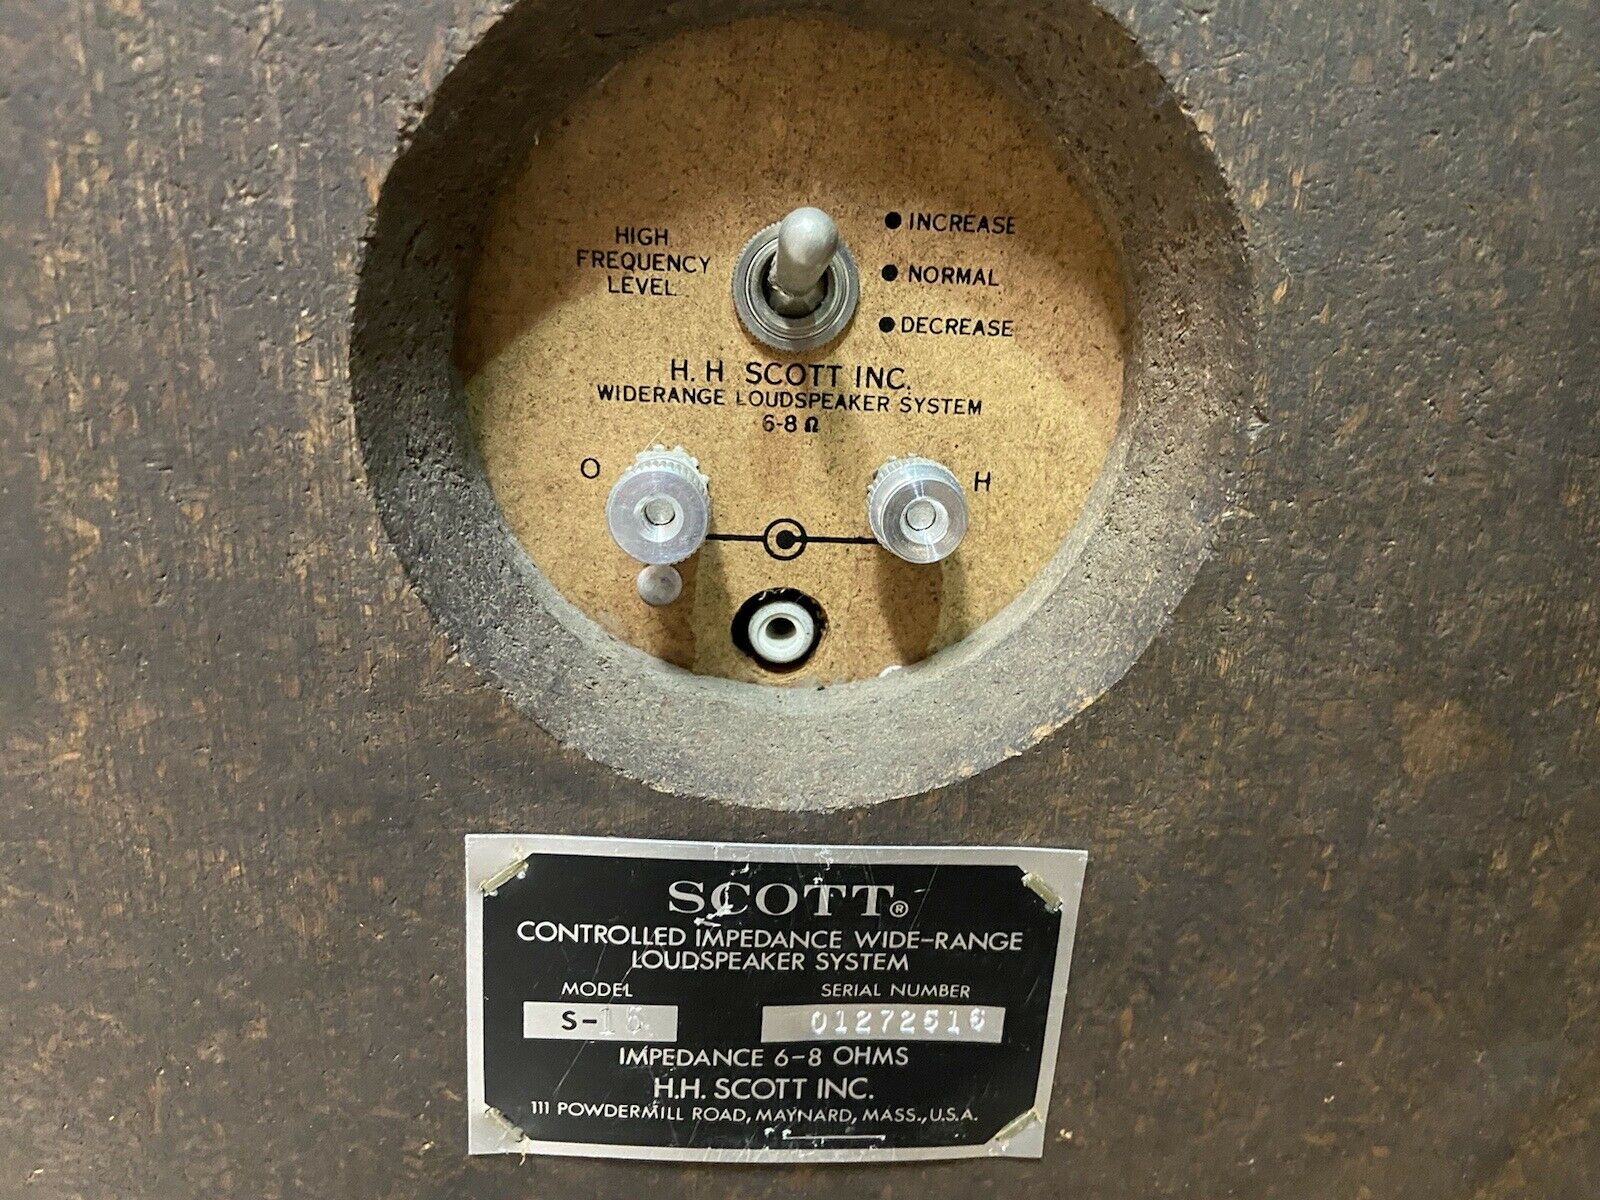 HIGH
FREQUENCY
LEVEL
INCREASE
NORMAL
DECREASE
H. H SCOTT INC.
WIDERANGE LOUDSPEAKER SYSTEM
6-8 Ω
O
H
SCOTT®
CONTROLLED IMPEDANCE WIDE-RANGE
LOUDSPEAKER SYSTEM
MODEL SERIAL NUMBER
S-15 01272516
IMPEDANCE 6-8 OHMS
H.H. SCOTT INC.
111 POWDERMILL ROAD, MAYNARD, MASS., U.S.A.